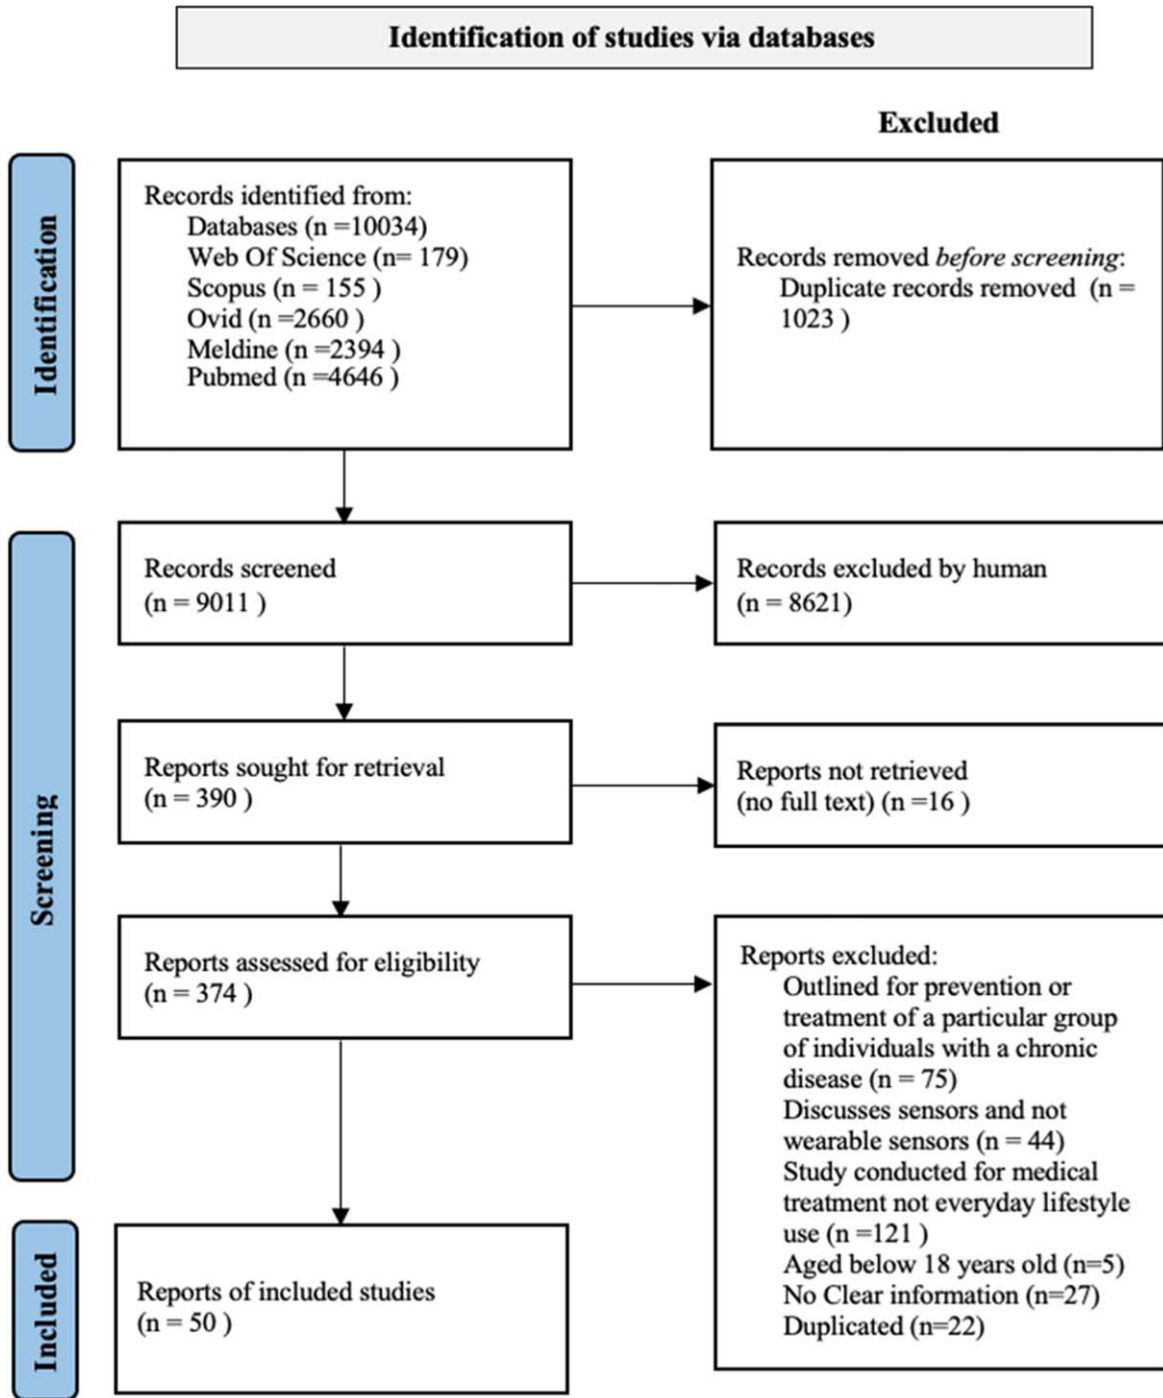 Identification of studies via databases
Excluded
Identification
Records identified from:
Databases (n =10034)
Web Of Science (n= 179)
Scopus (n = 155 )
Ovid (n =2660 )
Meldine (n =2394 )
Pubmed (n =4646 )
Records removed before screening:
Duplicate records removed (n =
1023 )
Screening
Records screened
(n = 9011 )
Records excluded by human
(n = 8621)
Reports sought for retrieval
(n = 390 )
Reports not retrieved
(no full text) (n =16 )
Reports assessed for eligibility
(n = 374 )
Reports excluded:
Outlined for prevention or
treatment of a particular group
of individuals with a chronic
disease (n = 75)
Discusses sensors and not
wearable sensors (n = 44)
Study conducted for medical
treatment not everyday lifestyle
use (n =121 )
Aged below 18 years old (n=5)
No Clear information (n=27)
Duplicated (n=22)
Included
Reports of included studies
(n = 50 )